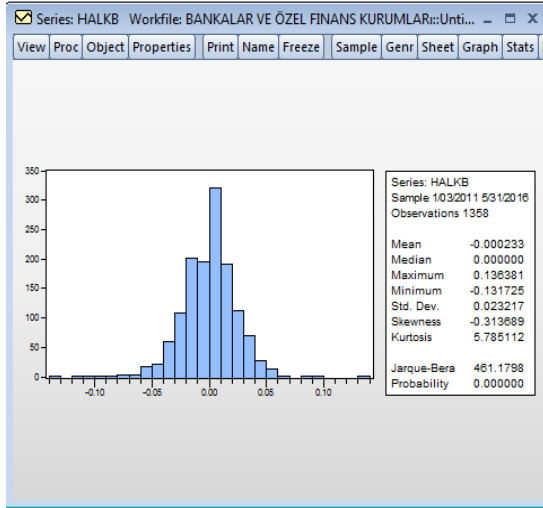 Series: HALKB Workfile: BANKALAR VE ÖZEL FINANS KURUMLARı::Unti...
View Proc Object Properties Print Name Freeze Sample Genr Sheet Graph Stats
350
300
250
200
150
100
50
0
-0.10 -0.05 0.00 0.05 0.10
Series: HALKB
Sample 1/03/2011 5/31/2016
Observations 1358
Mean -0.000233
Median 0.000000
Maximum 0.136381
Minimum -0.131725
Std. Dev. 0.023217
Skewness -0.313689
Kurtosis 5.785112
Jarque-Bera 461.1798
Probability 0.000000